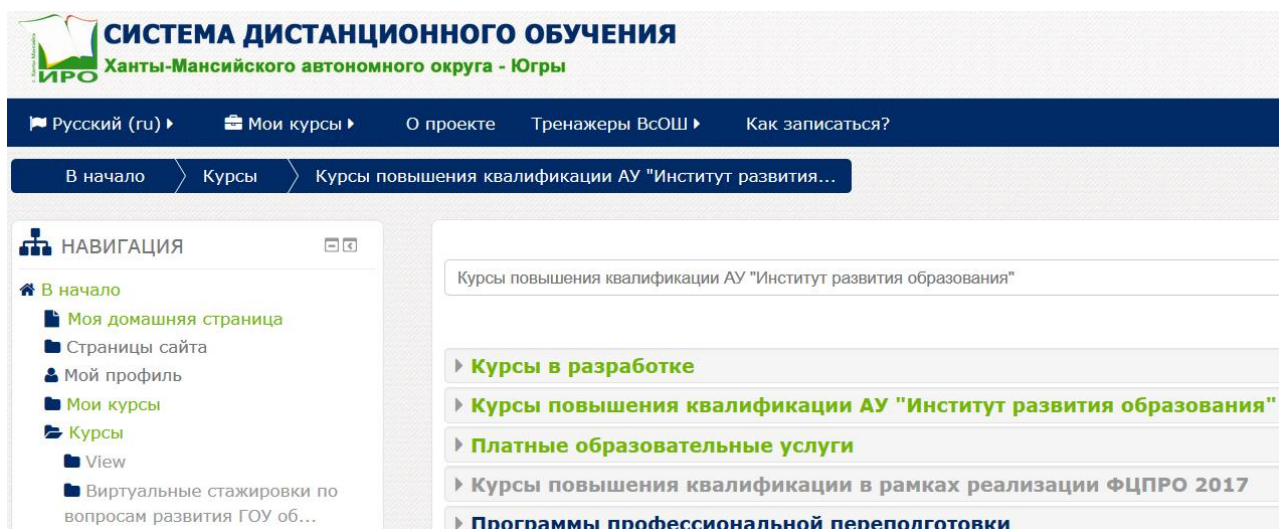 СИСТЕМА ДИСТАНЦИОННОГО ОБУЧЕНИЯ
Ханты-Мансийского автономного округа - Югры
ИРО
Русский (ru)
Мои курсы
О проекте
Тренажеры ВсОШ
Как записаться?
В начало
Курсы
Курсы повышения квалификации АУ "Институт развития...
НАВИГАЦИЯ
В начало
Моя домашняя страница
Страницы сайта
Мой профиль
Мои курсы
Курсы
View
Виртуальные стажировки по
вопросам развития ГОУ об...
Курсы повышения квалификации АУ "Институт развития образования"
Курсы в разработке
Курсы повышения квалификации АУ "Институт развития образования"
Платные образовательные услуги
Курсы повышения квалификации в рамках реализации ФЦПРО 2017
Программы профессиональной переподготовки